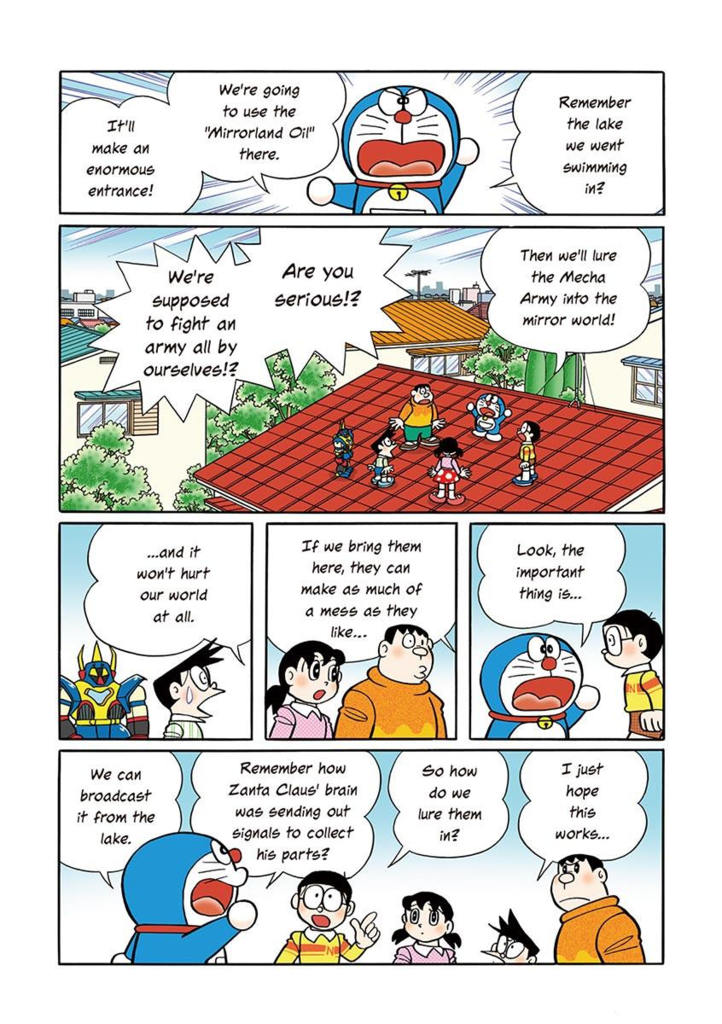 Remember
the lake
we went
swimming
in?
We're going
to use the
"Mirrorland Oil"
there.
It'll
make an
enormous
entrance!
Then we'll lure
the Mecha
Army into the
mirror world!
Are you
serious!?
We're
supposed
to fight an
army all by
ourselves!?
Look, the
important
thing is...
If we bring them
here, they can
make as much of
a mess as they
like...
...and it
won't hurt
our world
at all.
I just
hope
this
works...
So how
do we
lure them
in?
Remember how
Zanta Claus' brain
was sending out
signals to collect
his parts?
We can
broadcast
it from the
lake.